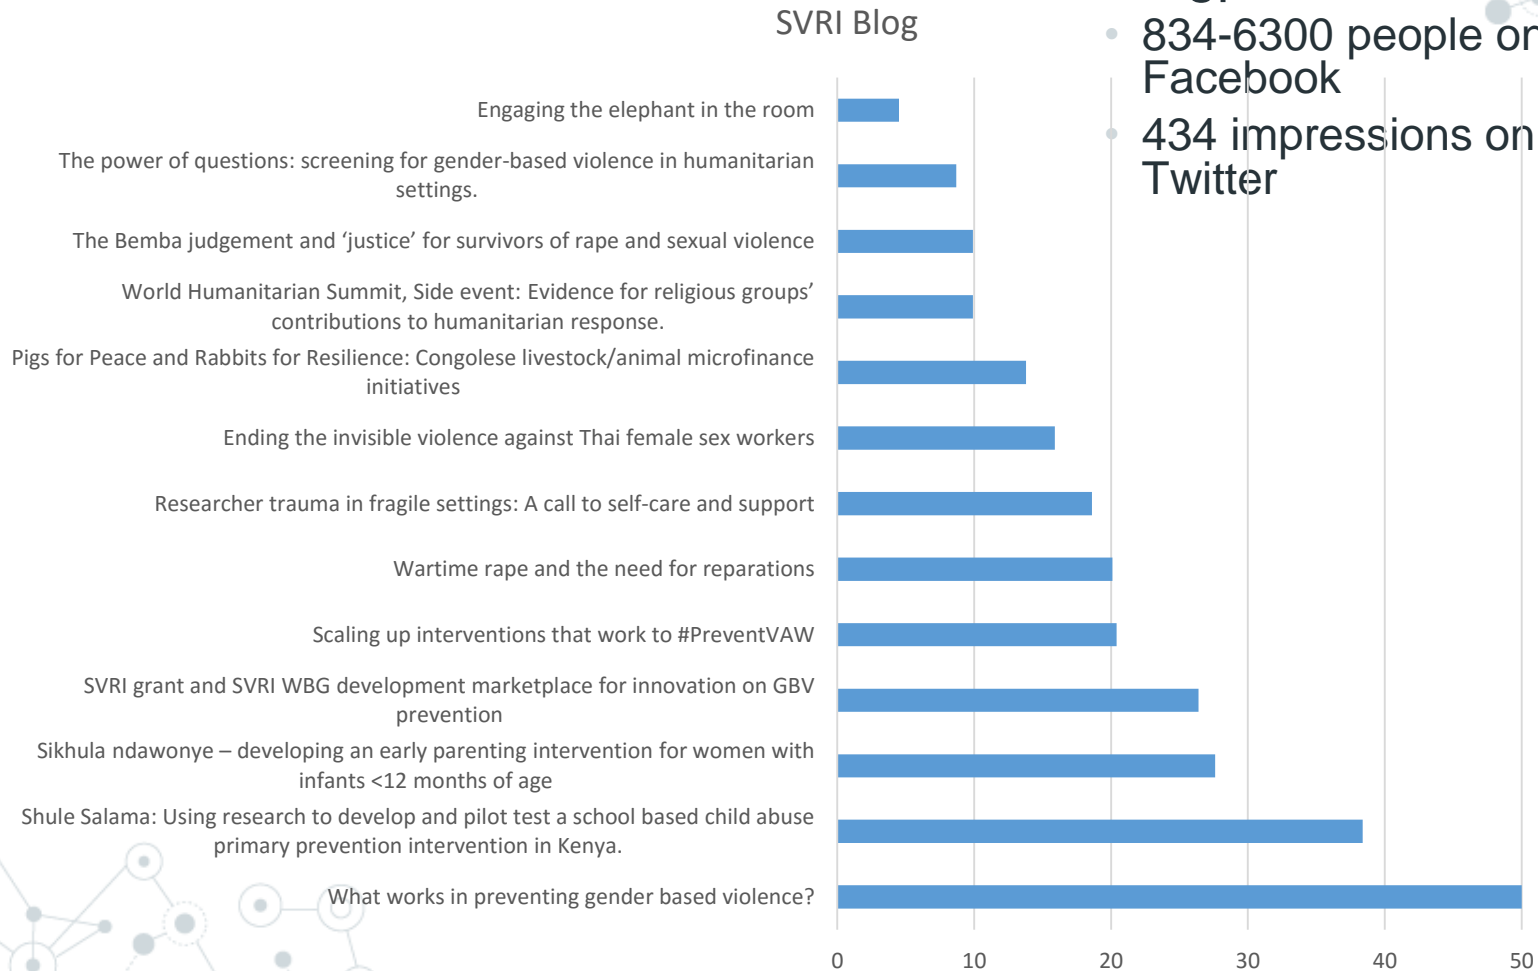 SVRI Blog
834-6300 people on
Facebook
434 impressions on
Twitter
Engaging the elephant in the room
The power of questions: screening for gender-based violence in humanitarian
settings.
The Bemba judgement and ‘justice’ for survivors of rape and sexual violence
World Humanitarian Summit, Side event: Evidence for religious groups’
contributions to humanitarian response.
Pigs for Peace and Rabbits for Resilience: Congolese livestock/animal microfinance
initiatives
Ending the invisible violence against Thai female sex workers
Researcher trauma in fragile settings: A call to self-care and support
Wartime rape and the need for reparations
Scaling up interventions that work to #PreventVAW
SVRI grant and SVRI WBG development marketplace for innovation on GBV
prevention
Sikhula ndawonye – developing an early parenting intervention for women with
infants <12 months of age
Shule Salama: Using research to develop and pilot test a school based child abuse
primary prevention intervention in Kenya.
What works in preventing gender based violence?
0 10 20 30 40 50